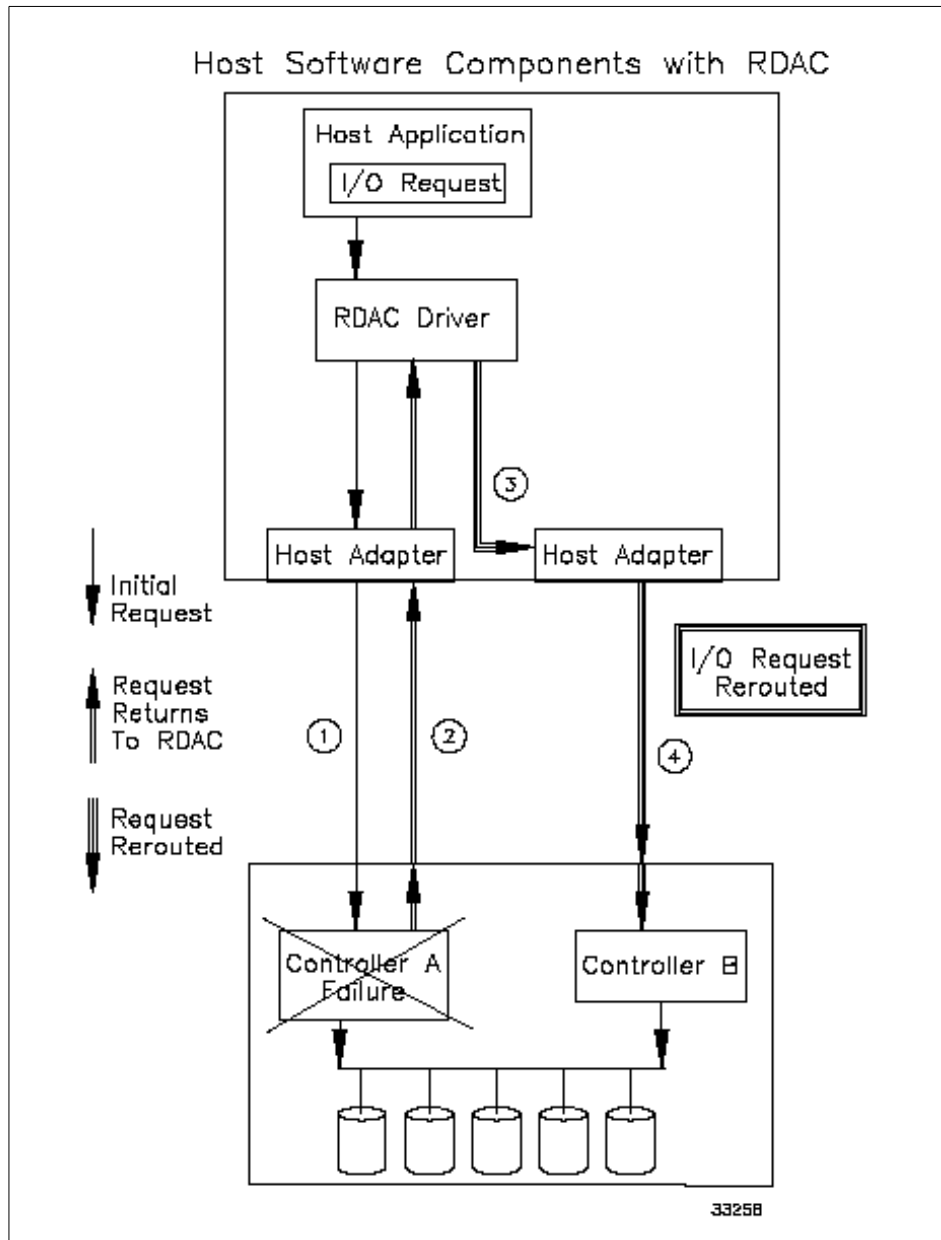 Host Software Components with RDAC
Host Application
I/O Request
RDAC Driver
3
Host Adapter
Host Adapter
Initial
Request
Request
Returns
To RDAC
Request
Rerouted
I/O Request
Rerouted
1
2
4
Controller A
Failure
Controller B
33258